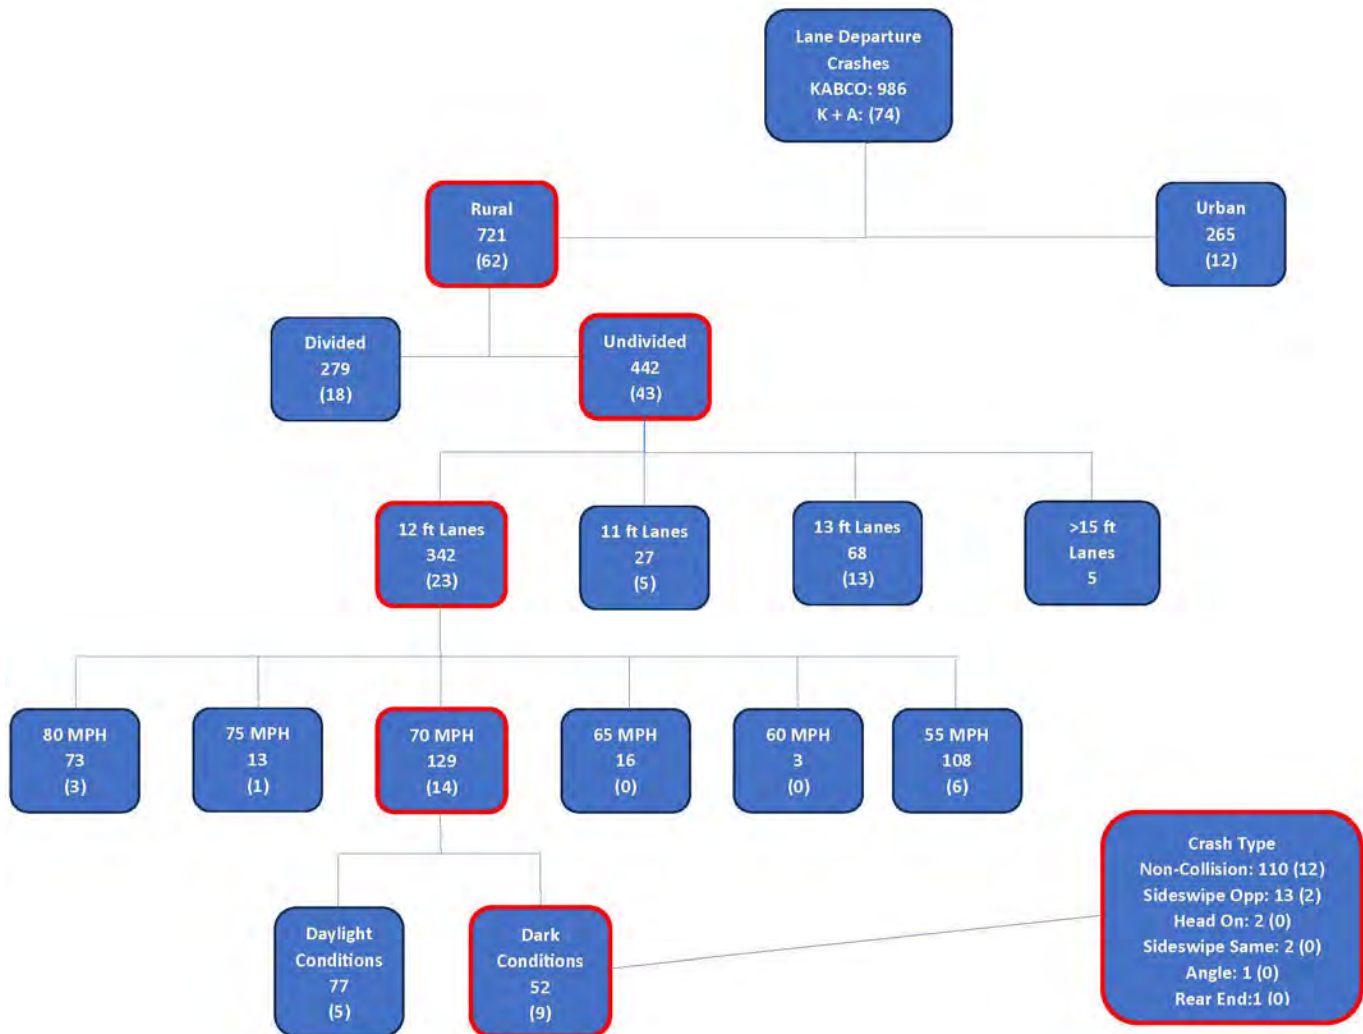 Lane Departure
Crashes
KABCO: 986
K + A: (74)
Rural
721
(62)
Urban
265
(12)
Divided
279
(18)
Undivided
442
(43)
12 ft Lanes
342
(23)
11 ft Lanes
27
(5)
13 ft Lanes
68
(13)
>15 ft
Lanes
5
80 MPH
73
(3)
75 MPH
13
(1)
70 MPH
129
(14)
65 MPH
16
(0)
60 MPH
3
(0)
55 MPH
108
(6)
Daylight
Conditions
77
(5)
Dark
Conditions
52
(9)
Crash Type
Non-Collision: 110 (12)
Sideswipe Opp: 13 (2)
Head On: 2 (0)
Sideswipe Same: 2 (0)
Angle: 1 (0)
Rear End:1 (0)